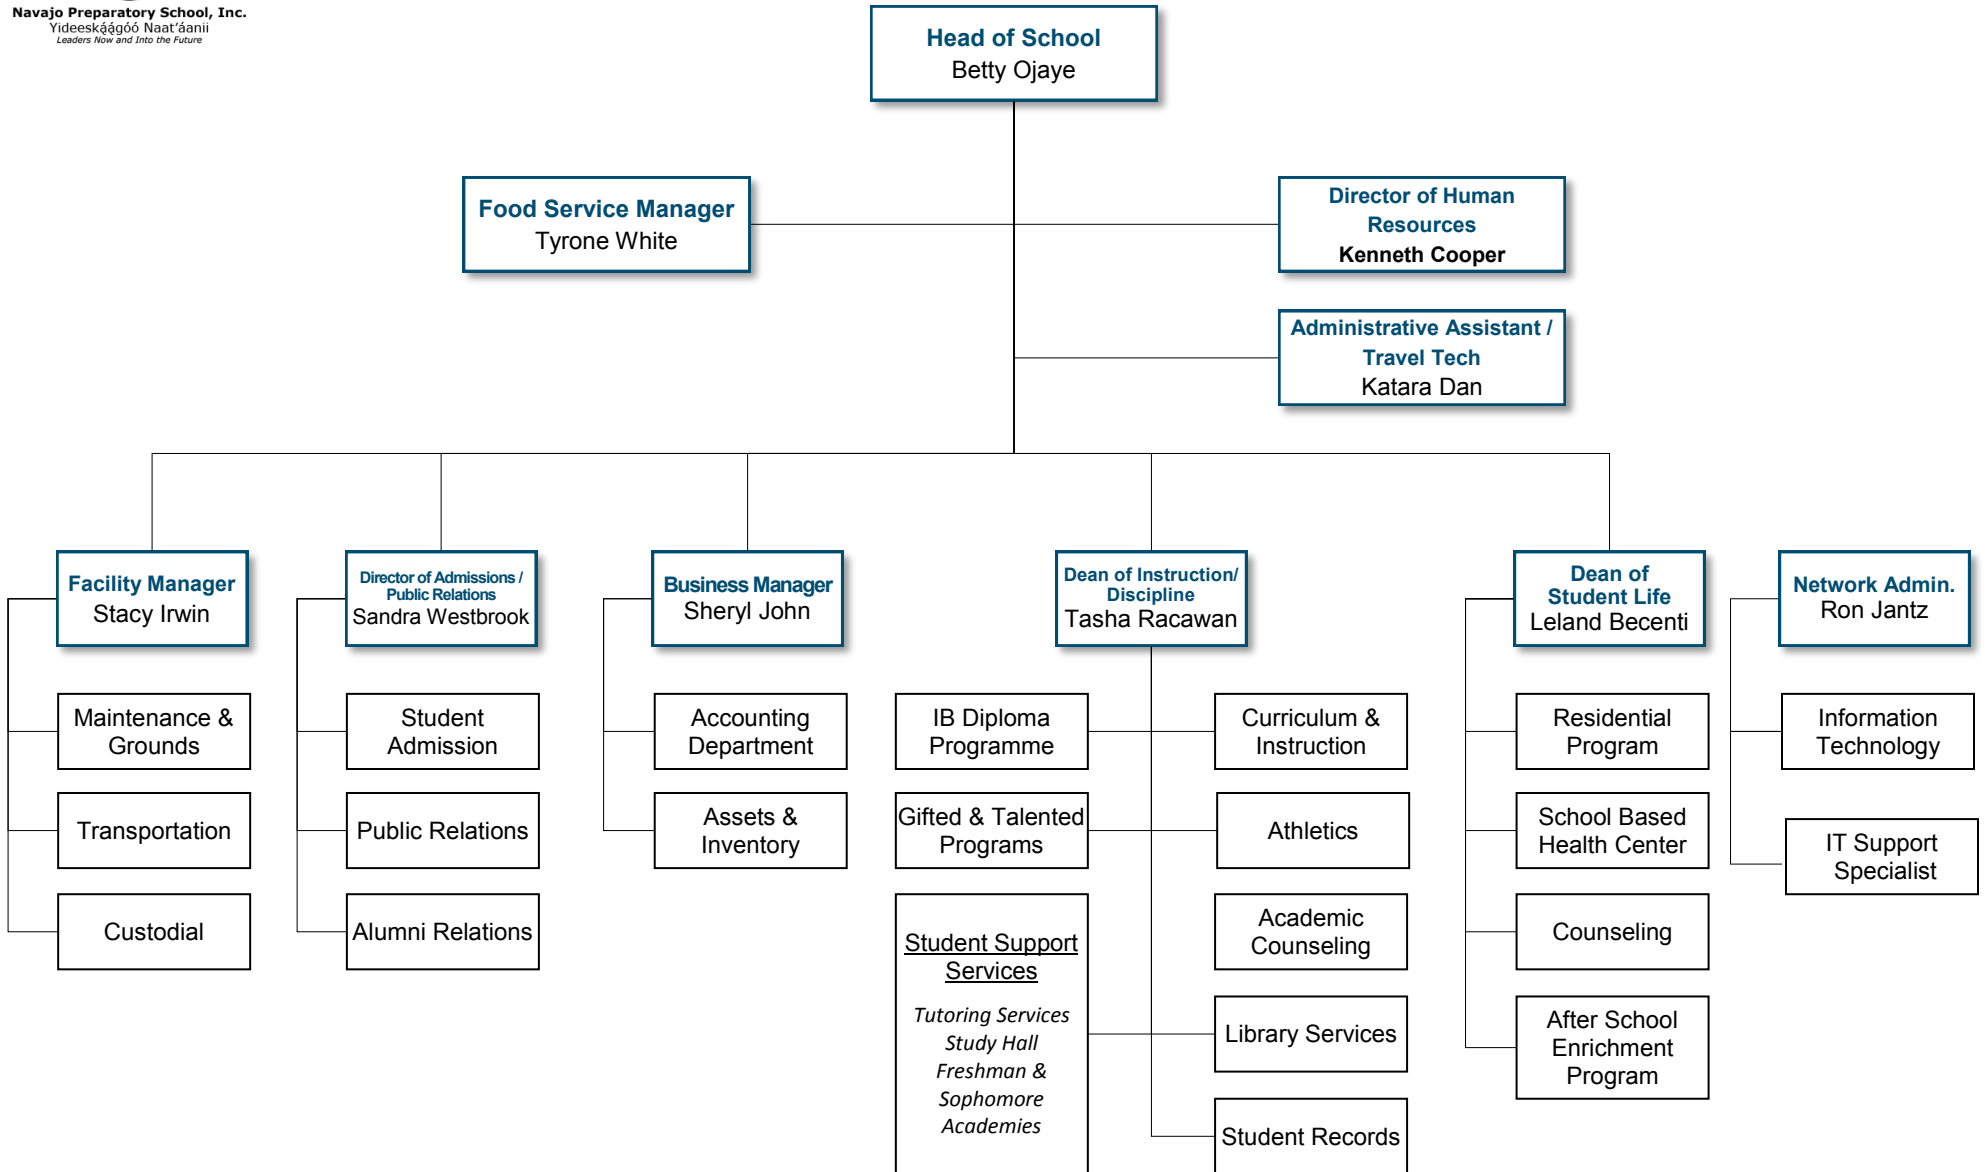 Navajo Preparatory School, Inc.
Yideeską́ą́góó Naat'áanii
Leaders Now and Into the Future
Head of School
Betty Ojaye
Food Service Manager
Tyrone White
Director of Human
Resources
Kenneth Cooper
Administrative Assistant /
Travel Tech
Katara Dan
Facility Manager
Stacy Irwin
Director of Admissions /
Public Relations
Sandra Westbrook
Business Manager
Sheryl John
Dean of Instruction/
Discipline
Tasha Racawan
Dean of
Student Life
Leland Becenti
Network Admin.
Ron Jantz
Maintenance &
Grounds
Transportation
Custodial
Student
Admission
Public Relations
Alumni Relations
Accounting
Department
Assets &
Inventory
IB Diploma
Programme
Gifted & Talented
Programs
Student Support
Services
Tutoring Services
Study Hall
Freshman &
Sophomore
Academies
Curriculum &
Instruction
Athletics
Academic
Counseling
Library Services
Student Records
Residential
Program
School Based
Health Center
Counseling
After School
Enrichment
Program
Information
Technology
IT Support
Specialist